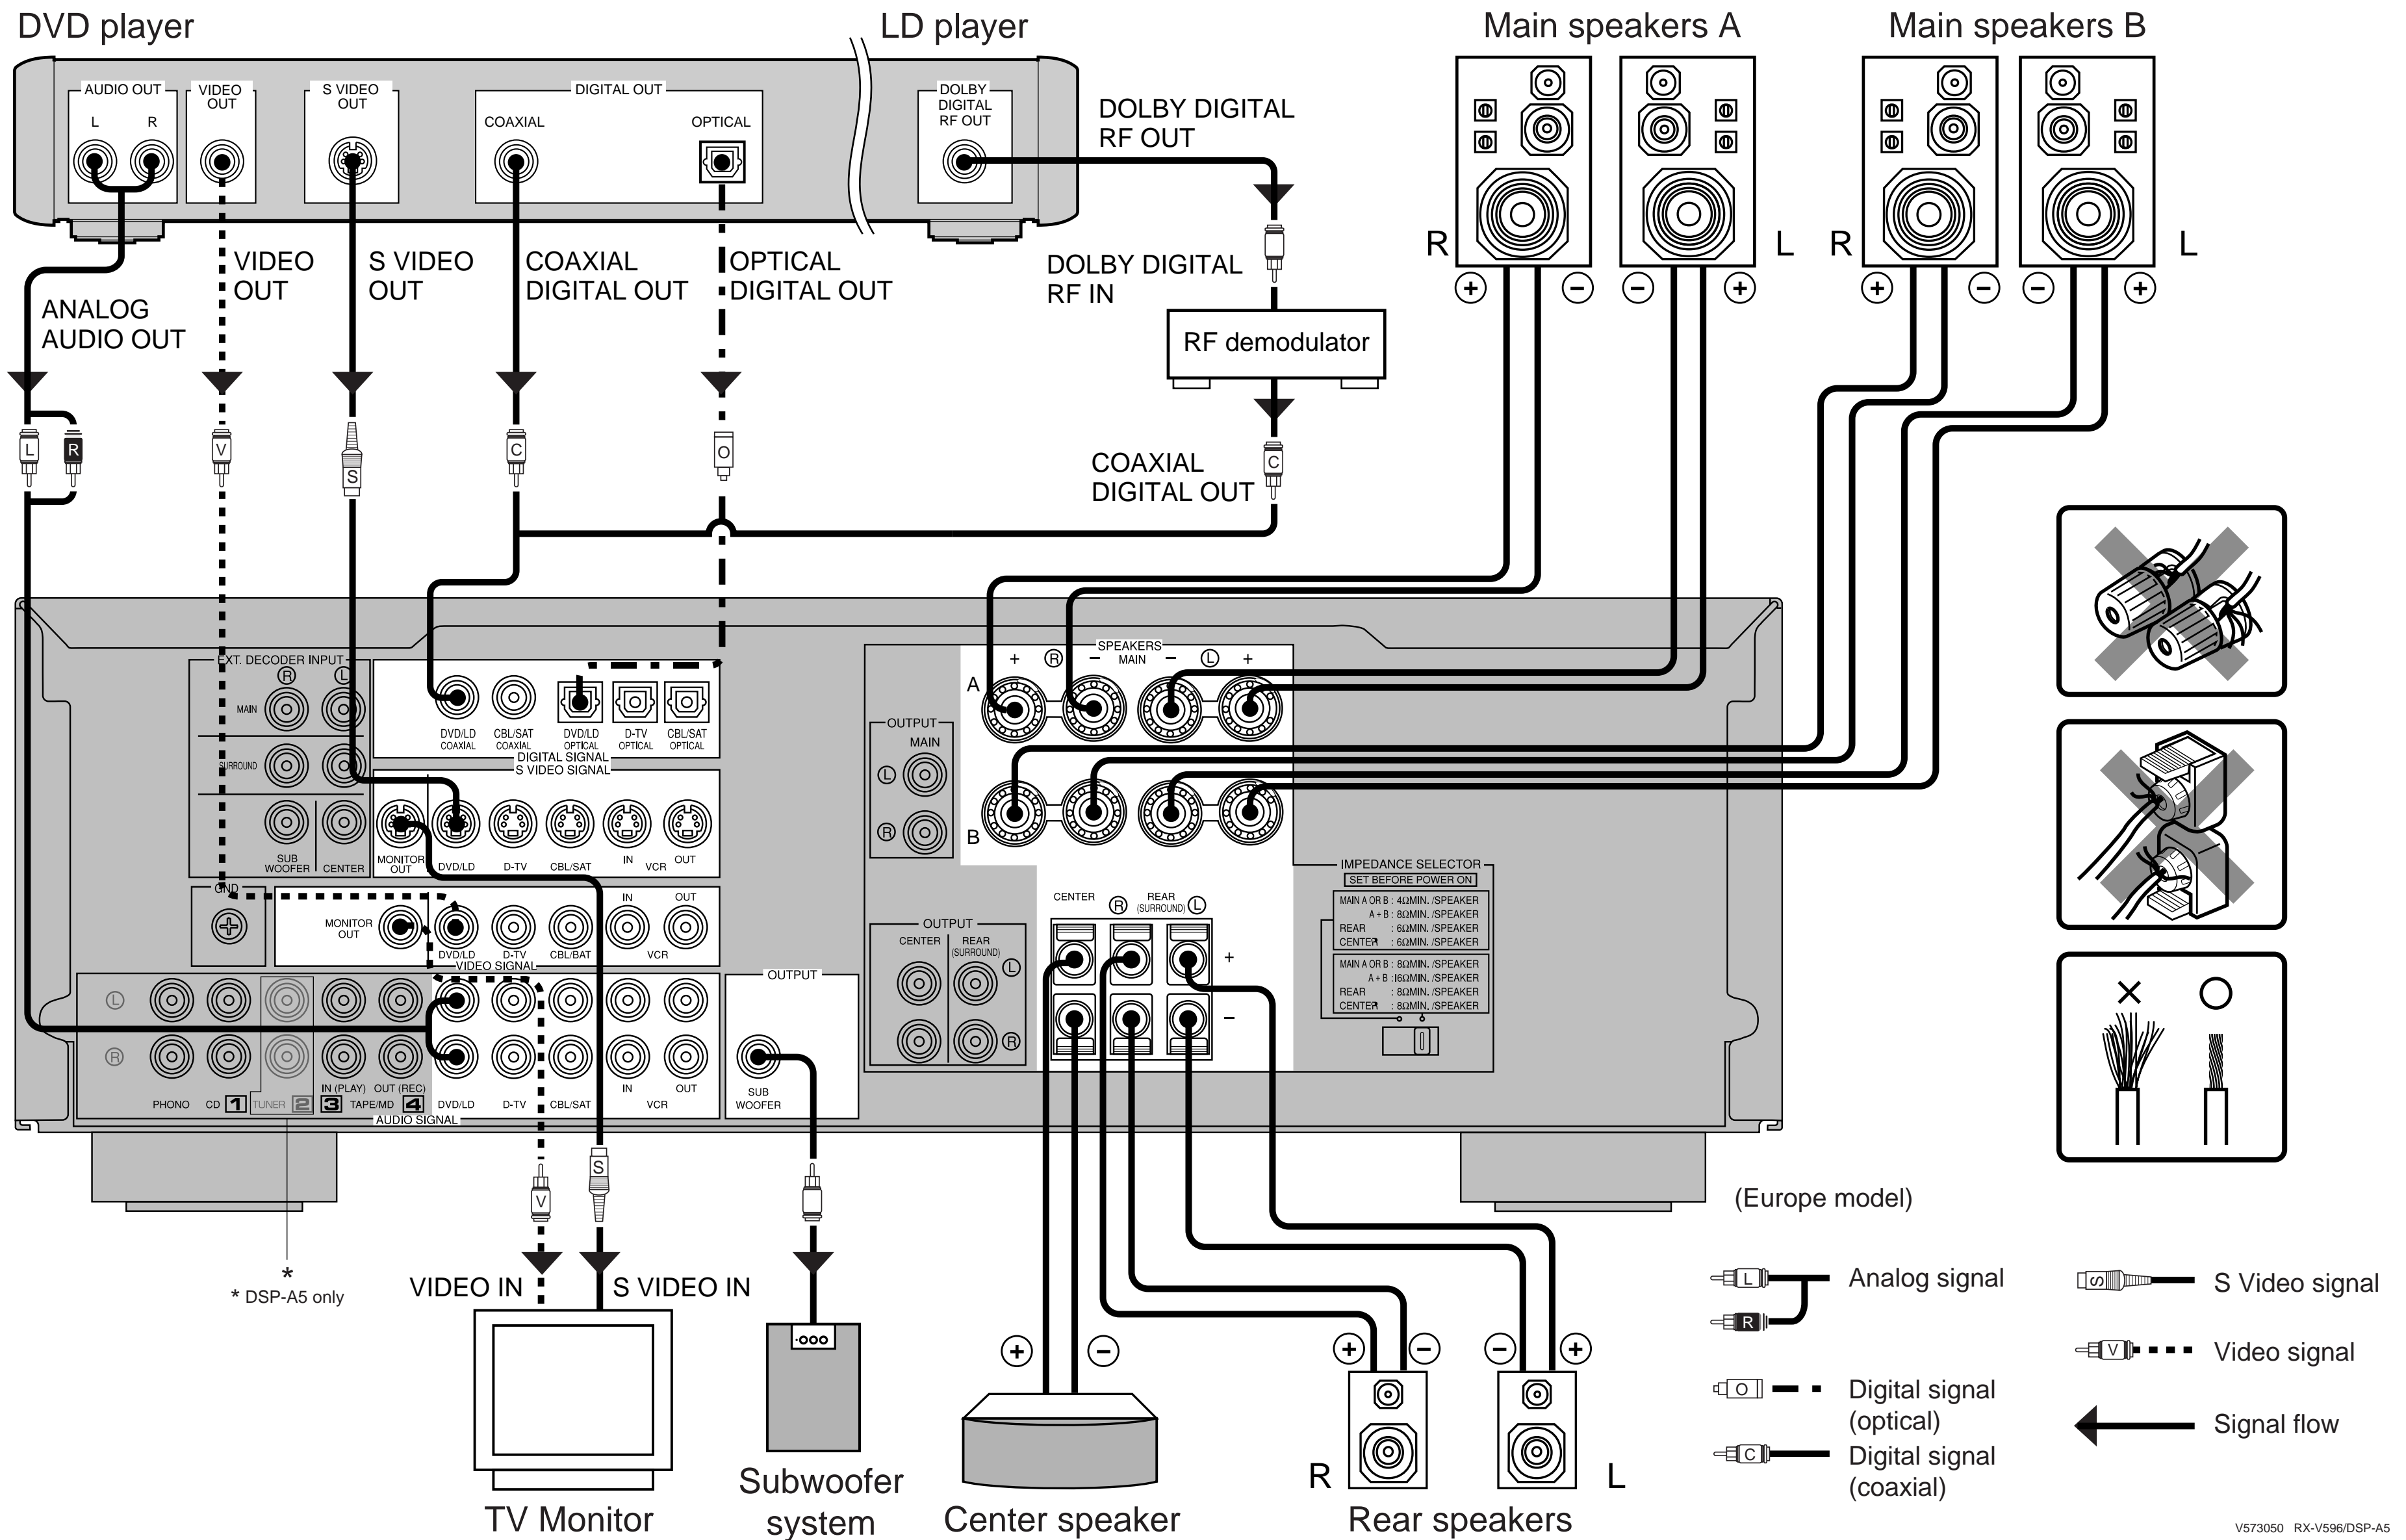 DVD player
LD player
Main speakers A
Main speakers B
AUDIO OUT
L
R
VIDEO
OUT
S VIDEO
OUT
DIGITAL OUT
COAXIAL
OPTICAL
DOLBY
DIGITAL
RF OUT
DOLBY DIGITAL
RF OUT
R
L
R
L
+
−
−
+
+
−
−
+
ANALOG
AUDIO OUT
VIDEO
OUT
S VIDEO
OUT
COAXIAL
DIGITAL OUT
OPTICAL
DIGITAL OUT
DOLBY DIGITAL
RF IN
RF demodulator
L
R
V
S
C
O
C
COAXIAL
DIGITAL OUT
EXT. DECODER INPUT
R
L
MAIN
SURROUND
SUB
WOOFER
CENTER
DVD/LD
COAXIAL
CBL/SAT
COAXIAL
DVD/LD
OPTICAL
D-TV
OPTICAL
CBL/SAT
OPTICAL
DIGITAL SIGNAL
S VIDEO SIGNAL
MONITOR
OUT
DVD/LD
D-TV
CBL/SAT
IN
VCR
OUT
GND
MONITOR
OUT
IN
OUT
DVD/LD
D-TV
CBL/BAT
VCR
VIDEO SIGNAL
L
R
PHONO
CD 1
TUNER 2
IN (PLAY)
3
TAPE/MD
OUT (REC)
4
DVD/LD
D-TV
CBL/SAT
IN
VCR
OUT
AUDIO SIGNAL
OUTPUT
SUB
WOOFER
SPEAKERS
MAIN
+
R
−
−
L
+
A
B
OUTPUT
MAIN
L
R
OUTPUT
CENTER
REAR
(SURROUND)
L
R
CENTER
R
REAR
(SURROUND)
L
+
−
IMPEDANCE SELECTOR
SET BEFORE POWER ON
MAIN A OR B : 4ΩMIN. /SPEAKER
A + B : 8ΩMIN. /SPEAKER
REAR : 6ΩMIN. /SPEAKER
CENTER : 6ΩMIN. /SPEAKER
MAIN A OR B : 8ΩMIN. /SPEAKER
A + B : I6ΩMIN. /SPEAKER
REAR : 8ΩMIN. /SPEAKER
CENTER : 8ΩMIN. /SPEAKER
*
* DSP-A5 only
V
S
VIDEO IN
S VIDEO IN
TV Monitor
Subwoofer
system
+
−
Center speaker
+
−
−
+
R
L
Rear speakers
(Europe model)
L
R
Analog signal
O
Digital signal
(optical)
C
Digital signal
(coaxial)
S
S Video signal
V
Video signal
Signal flow
V573050 RX-V596/DSP-A5